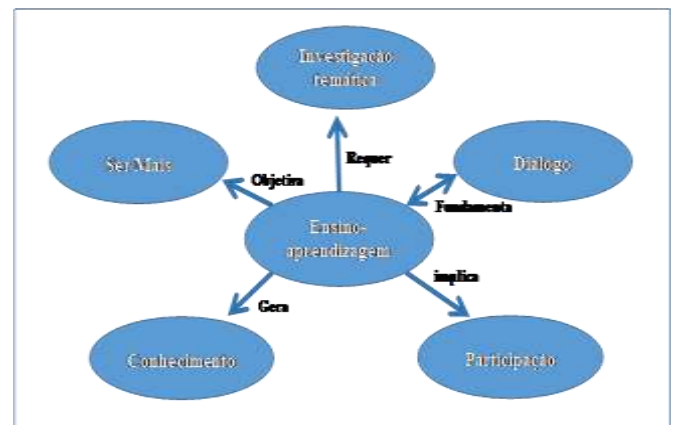 Investigação
temática
Requer
Ser Mais
Objetiva
Diálogo
Fundamenta
Ensino-
aprendizagem
implica
Gera
Conhecimento
Participação